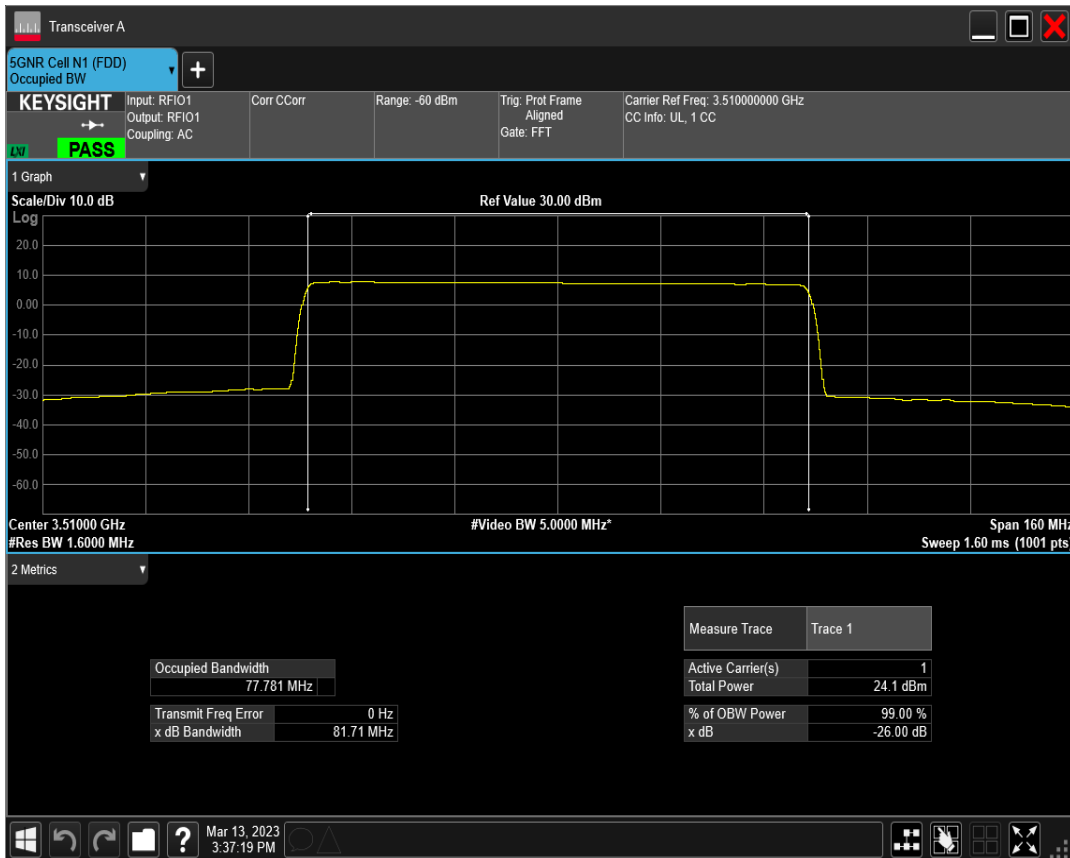 Transceiver A
5GNR Cell N1 (FDD)
Occupied BW
+
KEYSIGHT
LXI
PASS
Input: RFIO1
Output: RFIO1
Coupling: AC
Corr CCorr
Range: -60 dBm
Trig: Prot Frame
Aligned
Gate: FFT
Carrier Ref Freq: 3.510000000 GHz
CC Info: UL, 1 CC
1 Graph
Scale/Div 10.0 dB
Ref Value 30.00 dBm
Log
20.0
10.0
0.00
-10.0
-20.0
-30.0
-40.0
-50.0
-60.0
Center 3.51000 GHz
#Video BW 5.0000 MHz*
Span 160 MHz
#Res BW 1.6000 MHz
Sweep 1.60 ms (1001 pts)
2 Metrics
Measure Trace Trace 1
Occupied Bandwidth
77.781 MHz
Transmit Freq Error 0 Hz
x dB Bandwidth 81.71 MHz
Active Carrier(s) 1
Total Power 24.1 dBm
% of OBW Power 99.00 %
x dB -26.00 dB
?
Mar 13, 2023
3:37:19 PM